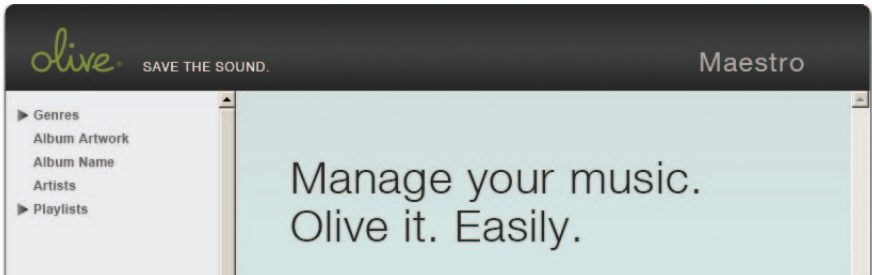 olive®
SAVE THE SOUND.
Maestro
Genres
Album Artwork
Album Name
Artists
Playlists
Manage your music.
Olive it. Easily.